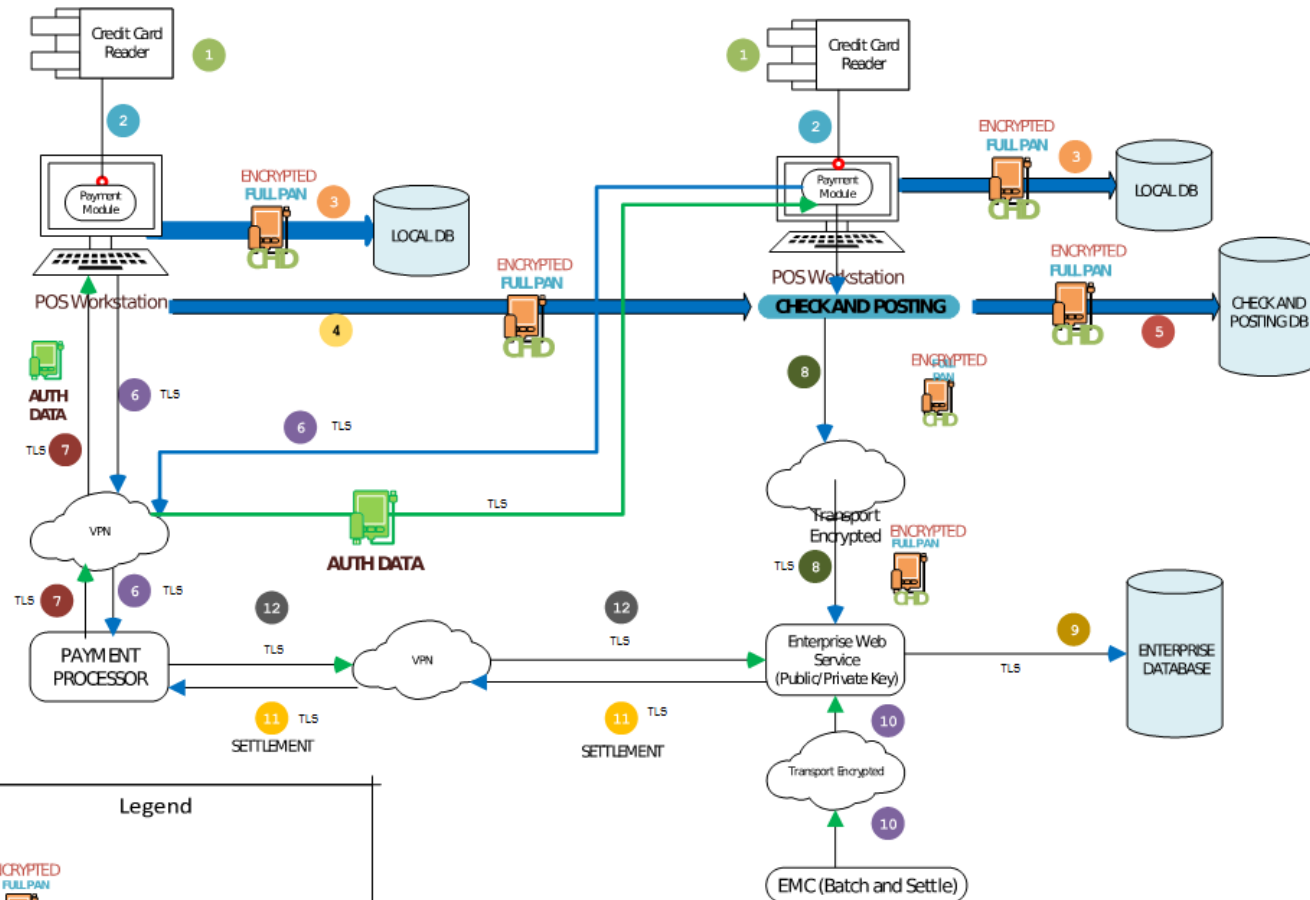 Credit Card
Reader
1
2
Payment
Module
POS Workstation
ENCRYPTED
FULL PAN
3
CHD
LOCAL DB
1
Credit Card
Reader
2
Payment
Module
POS Workstation
ENCRYPTED
FULL PAN
3
CHD
LOCAL DB
ENCRYPTED
FULL PAN
CHD
4
CHECK AND POSTING
ENCRYPTED
FULL PAN
CHD
5
CHECK AND
POSTING DB
AUTH
DATA
6
TLS
TLS
7
6
TLS
8
ENCRYPTED
FULL
PAN
CHD
VPN
TLS
AUTH DATA
Transport
Encrypted
ENCRYPTED
FULL PAN
CHD
TLS
8
TLS
7
6
TLS
PAYMENT
PROCESSOR
12
TLS
VPN
12
TLS
Enterprise Web
Service
(Public/Private Key)
9
TLS
ENTERPRISE
DATABASE
11
TLS
SETTLEMENT
11
TLS
SETTLEMENT
10
Transport Encrypted
10
EMC (Batch and Settle)
Legend
NCRYPTED
FULL PAN